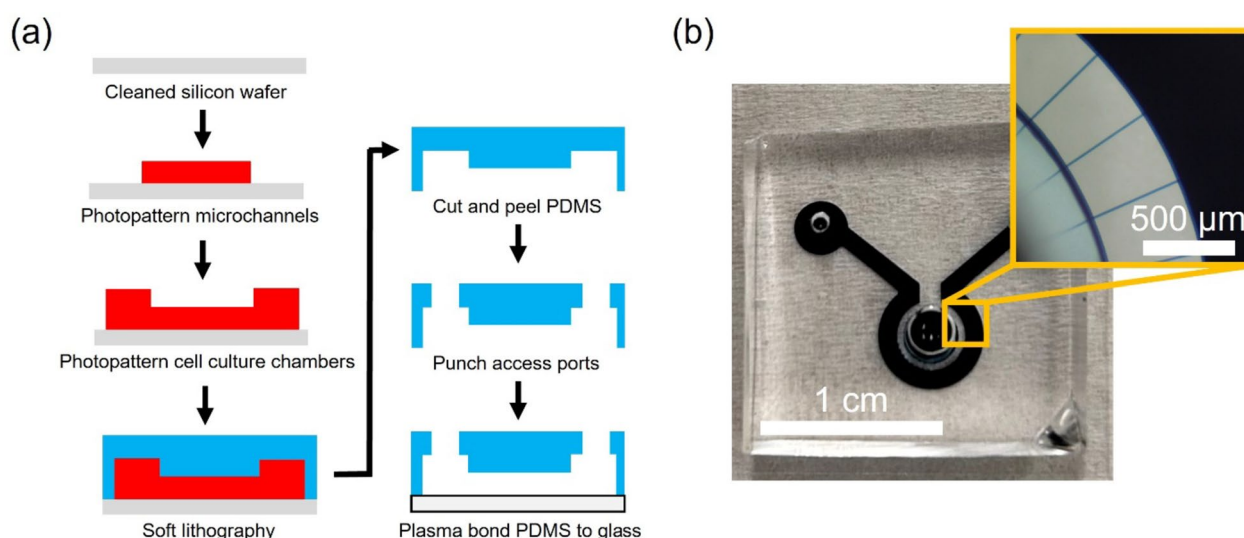 (a)
Cleaned silicon wafer
Photopattern microchannels
Photopattern cell culture chambers
Soft lithography
Cut and peel PDMS
Punch access ports
Plasma bond PDMS to glass
(b)
500 µm
1 cm